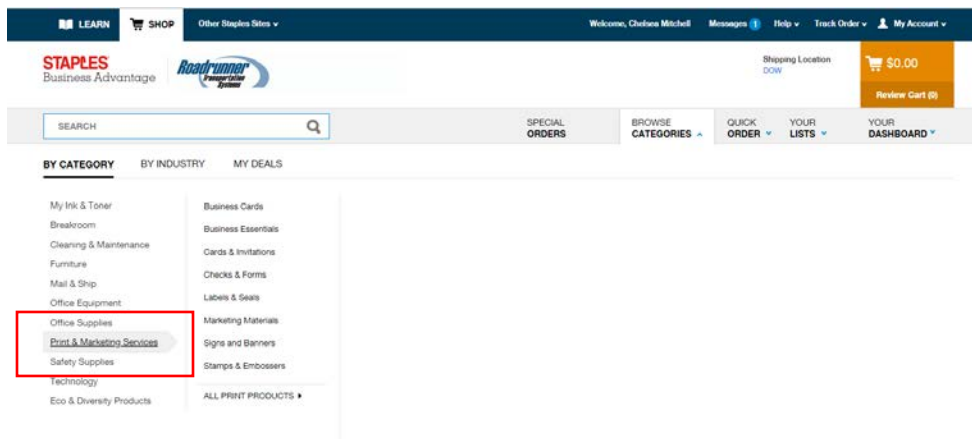 LEARN SHOP Other Staples Sites Welcome, Chelsea Mitchell Messages 1 Help Track Order My Account
STAPLES
Business Advantage
Roadrunner
Transportation
Systems
Shipping Location
DOW
$0.00
Review Cart (0)
SEARCH
SPECIAL
ORDERS
BROWSE
CATEGORIES
QUICK
ORDER
YOUR
LISTS
YOUR
DASHBOARD
BY CATEGORY BY INDUSTRY MY DEALS
My Ink & Toner
Breakroom
Cleaning & Maintenance
Furniture
Mail & Ship
Office Equipment
Office Supplies
Print & Marketing Services
Safety Supplies
Technology
Eco & Diversity Products
Business Cards
Business Essentials
Cards & Invitations
Checks & Forms
Labels & Seals
Marketing Materials
Signs and Banners
Stamps & Embossers
ALL PRINT PRODUCTS